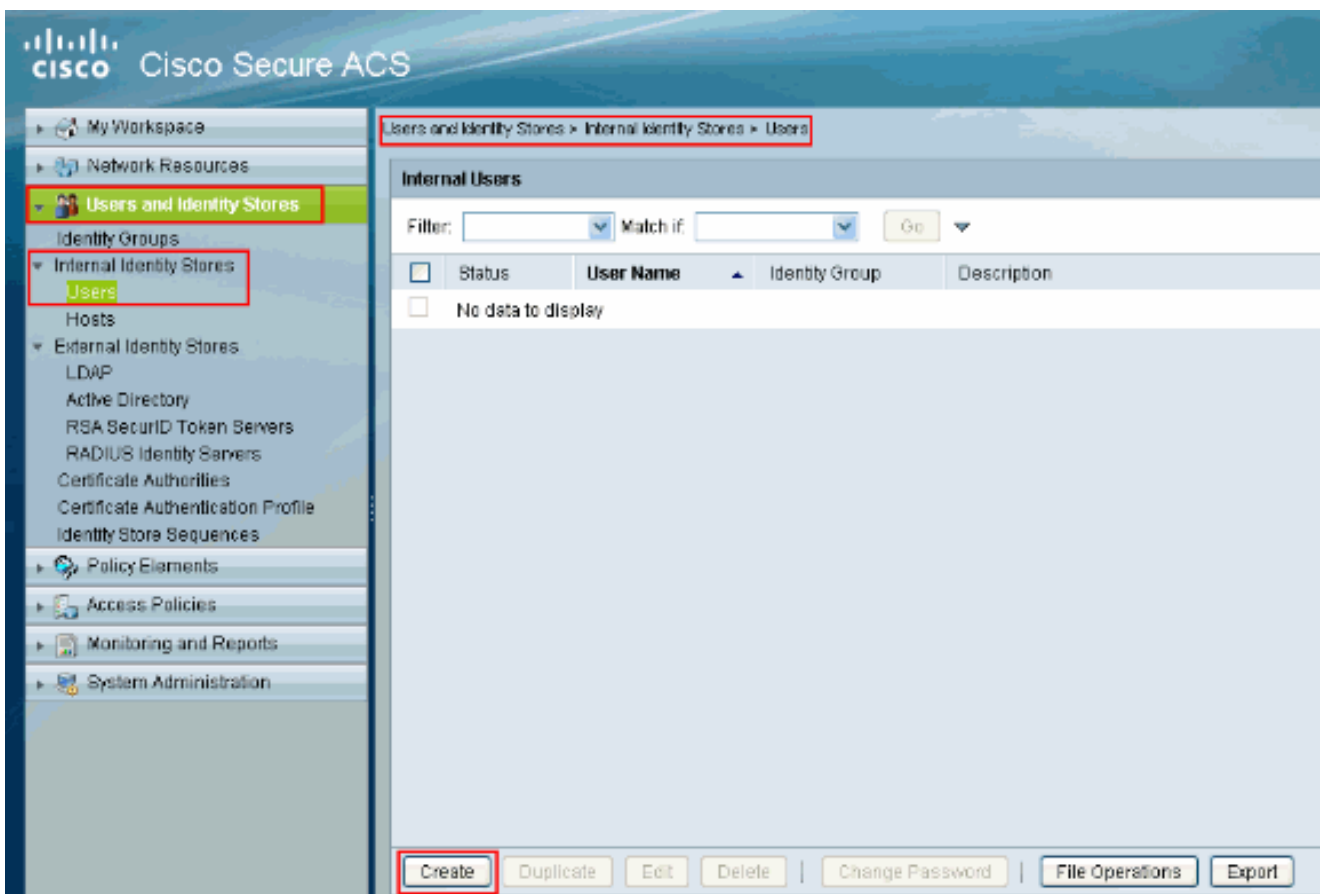 CISCO Cisco Secure ACS
My Workspace
Network Resources
Users and Identity Stores
Identity Groups
Internal Identity Stores
Users
Hosts
External Identity Stores
LDAP
Active Directory
RSA SecurID Token Servers
RADIUS Identity Servers
Certificate Authorities
Certificate Authentication Profile
Identity Store Sequences
Policy Elements
Access Policies
Monitoring and Reports
System Administration
Users and Identity Stores > Internal Identity Stores > Users
Internal Users
Filter: Match if: Go
Status User Name Identity Group Description
No data to display
Create Duplicate Edit Delete | Change Password | File Operations Export